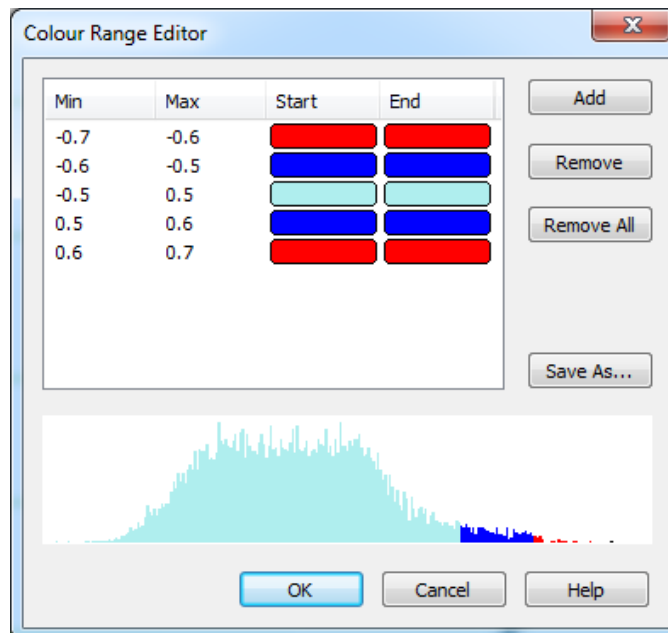 Colour Range Editor
Min Max Start End
-0.7 -0.6
-0.6 -0.5
-0.5 0.5
0.5 0.6
0.6 0.7
Add
Remove
Remove All
Save As...
OK Cancel Help